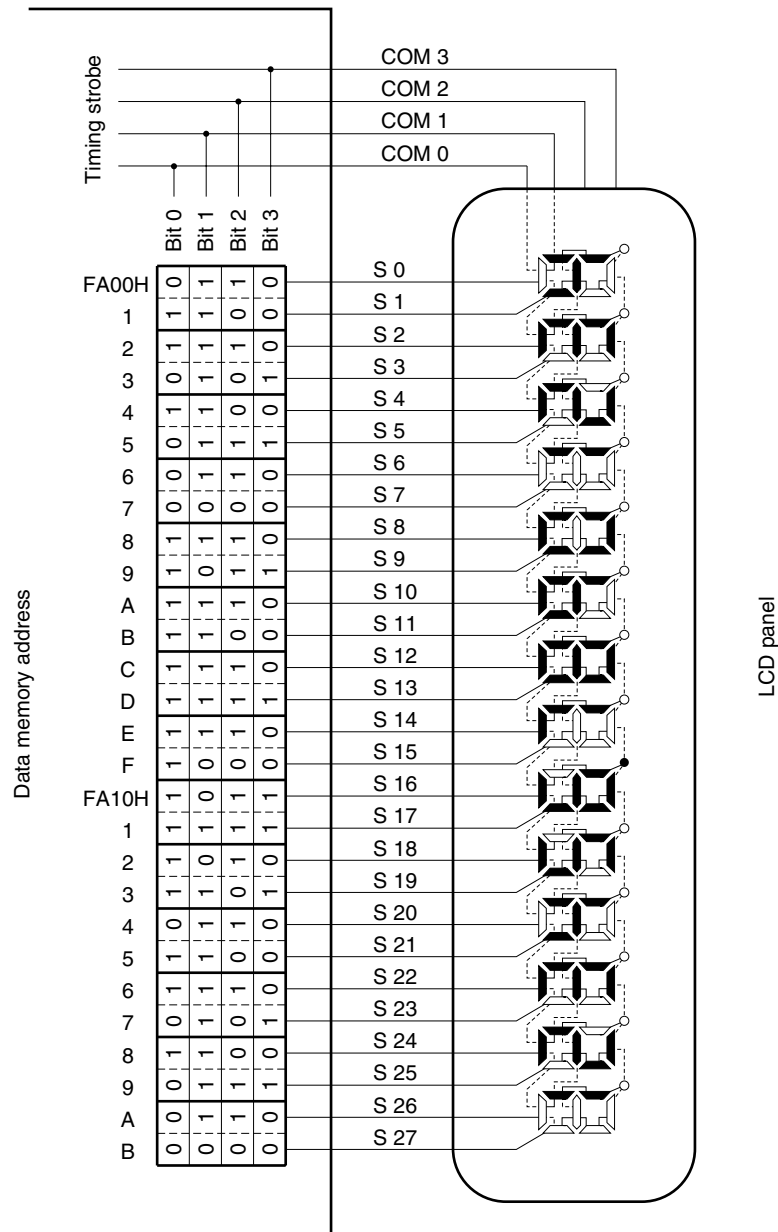 Timing strobe
COM 3
COM 2
COM 1
COM 0
Bit 0 Bit 1 Bit 2 Bit 3
FA00H 0 1 1 0 S 0
1 1 1 0 0 S 1
2 1 1 1 0 S 2
3 0 1 0 1 S 3
4 1 1 0 0 S 4
5 0 1 1 1 S 5
6 0 1 1 0 S 6
7 0 0 0 0 S 7
8 1 1 1 0 S 8
9 1 0 1 1 S 9
A 1 1 1 0 S 10
B 1 1 0 0 S 11
C 1 1 1 0 S 12
D 1 1 1 1 S 13
E 1 1 1 0 S 14
F 1 0 0 0 S 15
FA10H 1 0 1 1 S 16
1 1 1 1 1 S 17
2 1 0 1 0 S 18
3 1 1 0 1 S 19
4 0 1 1 0 S 20
5 1 1 0 0 S 21
6 1 1 1 0 S 22
7 0 1 0 1 S 23
8 1 1 0 0 S 24
9 0 1 1 1 S 25
A 0 1 1 0 S 26
B 0 0 0 0 S 27
Data memory address
LCD panel